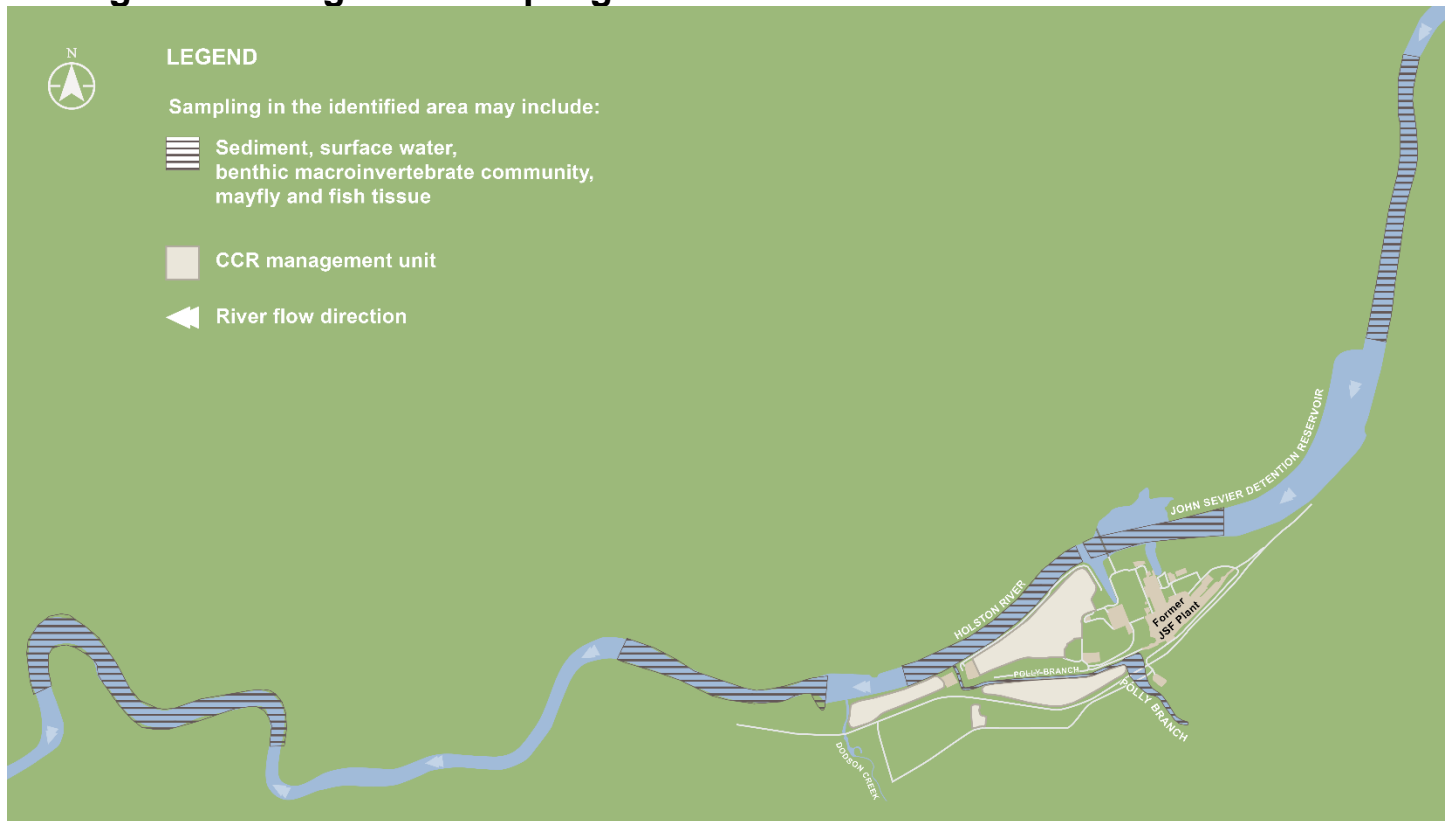 N
LEGEND
Sampling in the identified area may include:
Sediment, surface water,
benthic macroinvertebrate community,
mayfly and fish tissue
CCR management unit
River flow direction
JOHN SEVIER DETENTION RESERVOIR
HOLSTON RIVER
Former
JSF Plant
POLLY BRANCH
POLLY BRANCH
DODSON CREEK